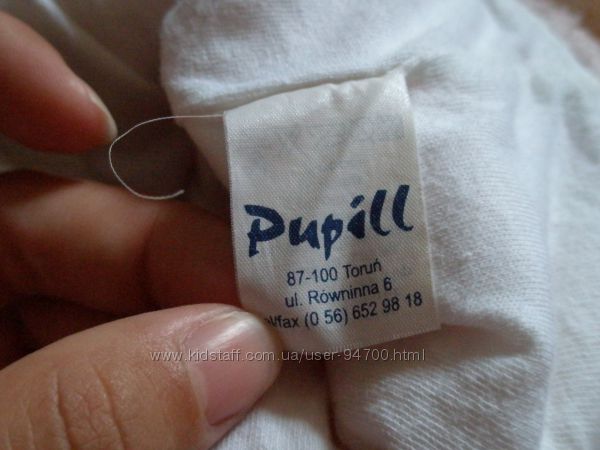 Pupill
87-100 Toruń
ul. Równinna 6
el/fax (0 56) 652 98 18
www.kidstaff.com.ua/user-94700.html